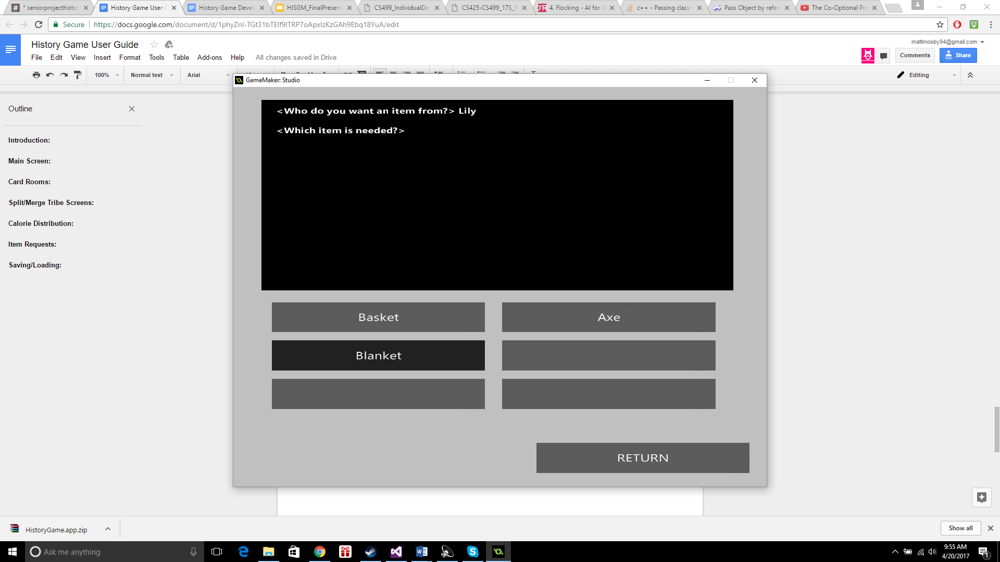 * seniorprojecthistor
History Game User G
History Game Devel
HISGM_FinalPresent
CS499_IndividualDe
CS425-CS499_17S_P
4. Flocking - AI for G
c++ - Passing class
Pass Object by refer
The Co-Optional Po
Secure
https://docs.google.com/document/d/1phyZnI-TGt31bTEIf9ITRP7oApxIzKzGAh9Ebq18YuA/edit
History Game User Guide
mattmosby94@gmail.com
File Edit View Insert Format Tools Table Add-ons Help All changes saved in Drive
Comments
Share
100% Normal text Arial
Editing
GameMaker: Studio
Outline
Introduction:
Main Screen:
Card Rooms:
Split/Merge Tribe Screens:
Calorie Distribution:
Item Requests:
Saving/Loading:
<Who do you want an item from?> Lily
<Which item is needed?>
Basket
Axe
Blanket
RETURN
HistoryGame.app.zip
Show all
Ask me anything
9:55 AM
4/20/2017
1